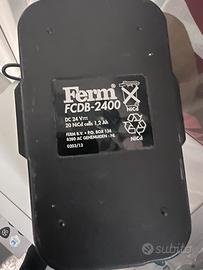 Ferm
FCDB-2400
DC 24 V
20 NiCd cells 1,2 Ah
FERM B.V. • P.O. BOX 134
8280 AC GENEMUIDEN - NL
0203/13
NiCd
subito